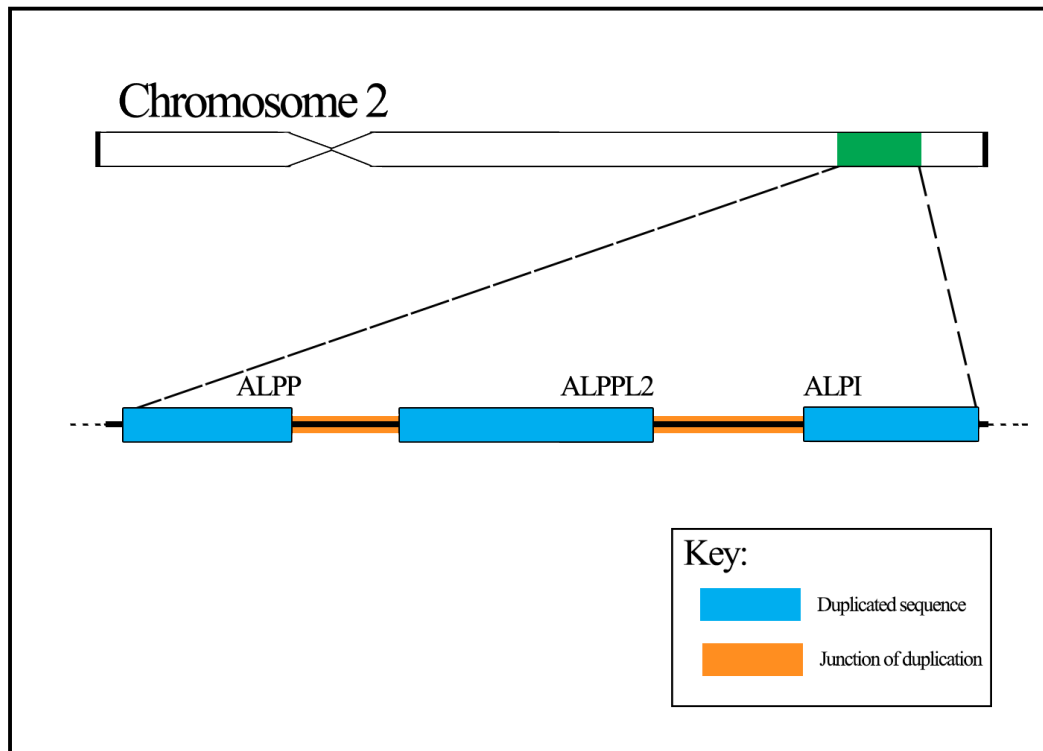 Chromosome 2
ALPP
ALPPL2
ALPI
Key:
Duplicated sequence
Junction of duplication